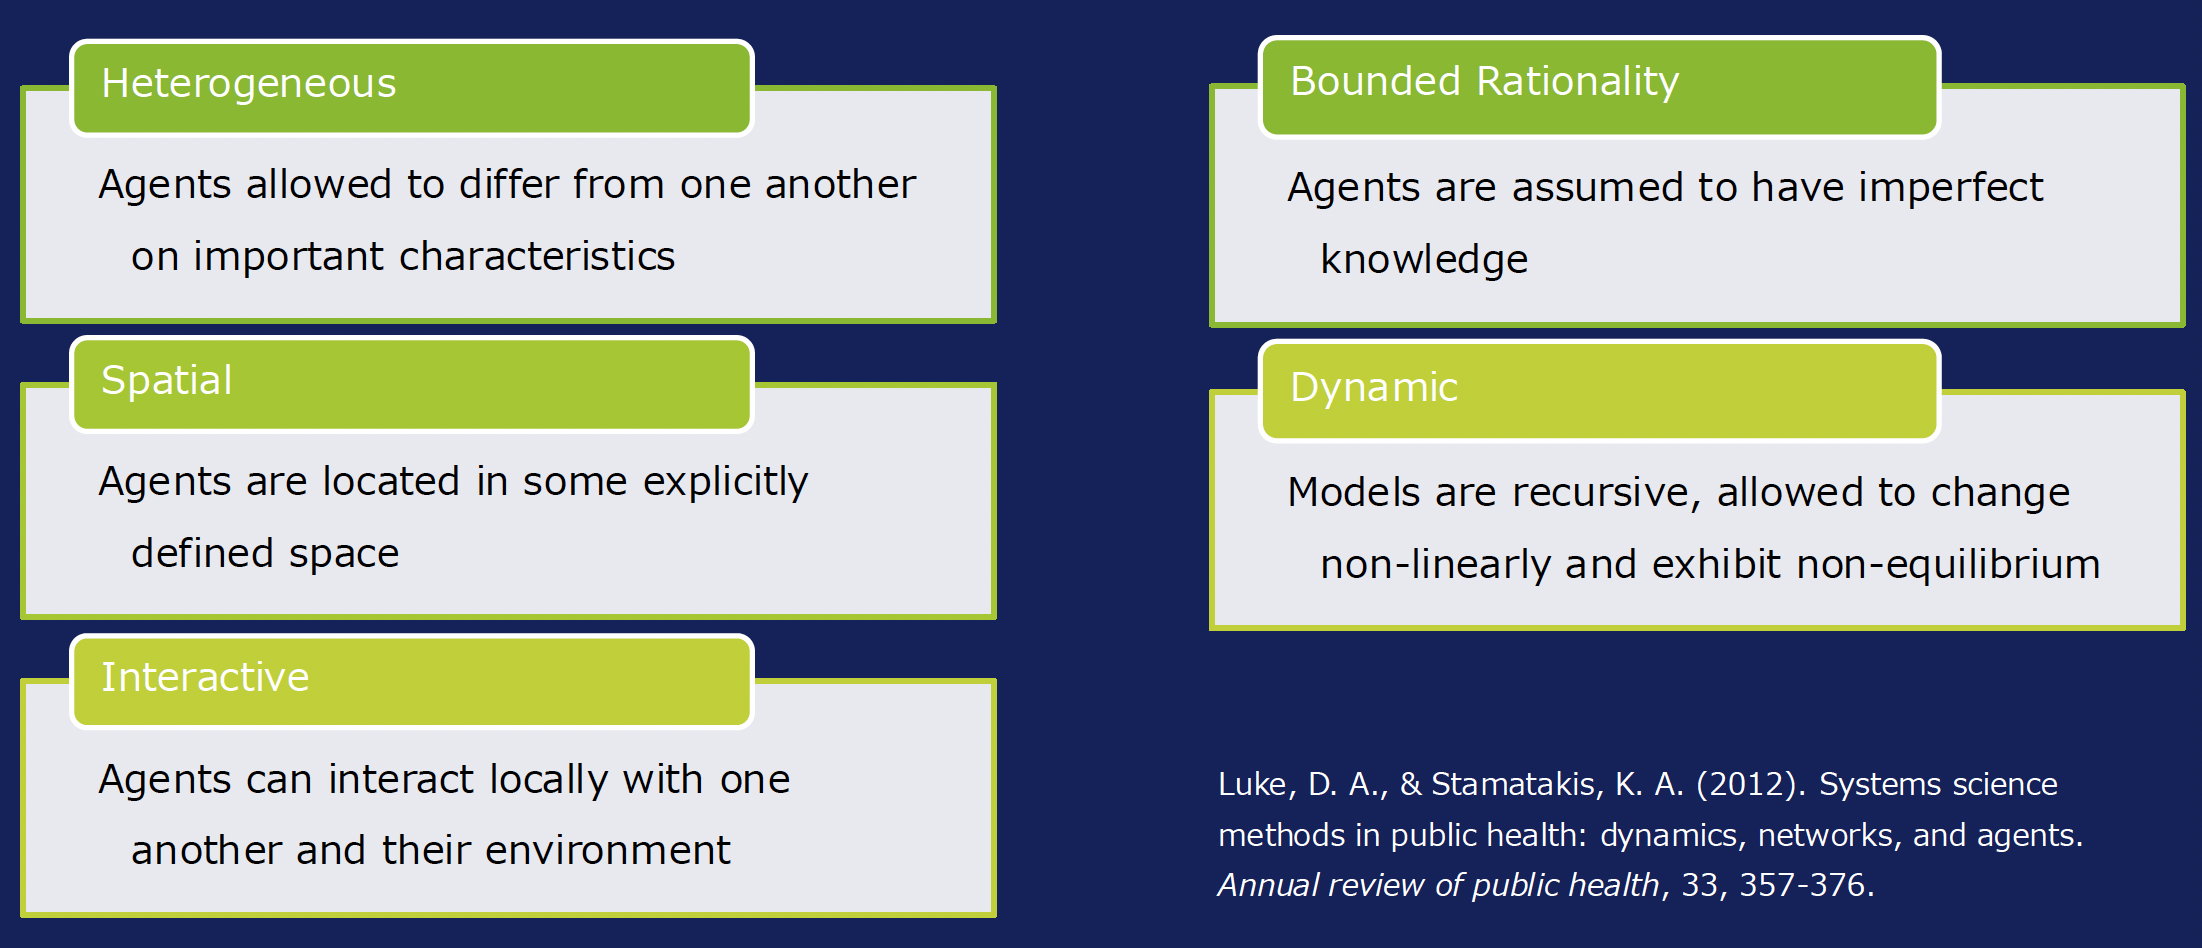 Heterogeneous
Agents allowed to differ from one another
on important characteristics
Spatial
Agents are located in some explicitly
defined space
Interactive
Agents can interact locally with one
another and their environment
Bounded Rationality
Agents are assumed to have imperfect
knowledge
Dynamic
Models are recursive, allowed to change
non-linearly and exhibit non-equilibrium
Luke, D. A., & Stamatakis, K. A. (2012). Systems science
methods in public health: dynamics, networks, and agents.
Annual review of public health, 33, 357-376.